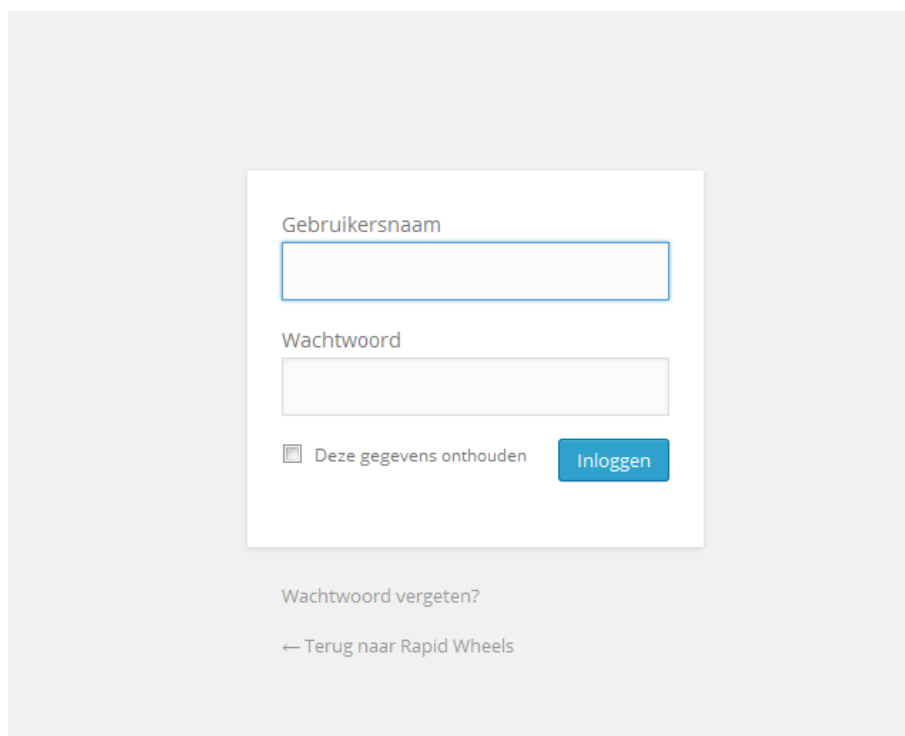 Gebruikersnaam
Wachtwoord
Deze gegevens onthouden
Inloggen
Wachtwoord vergeten?
← Terug naar Rapid Wheels